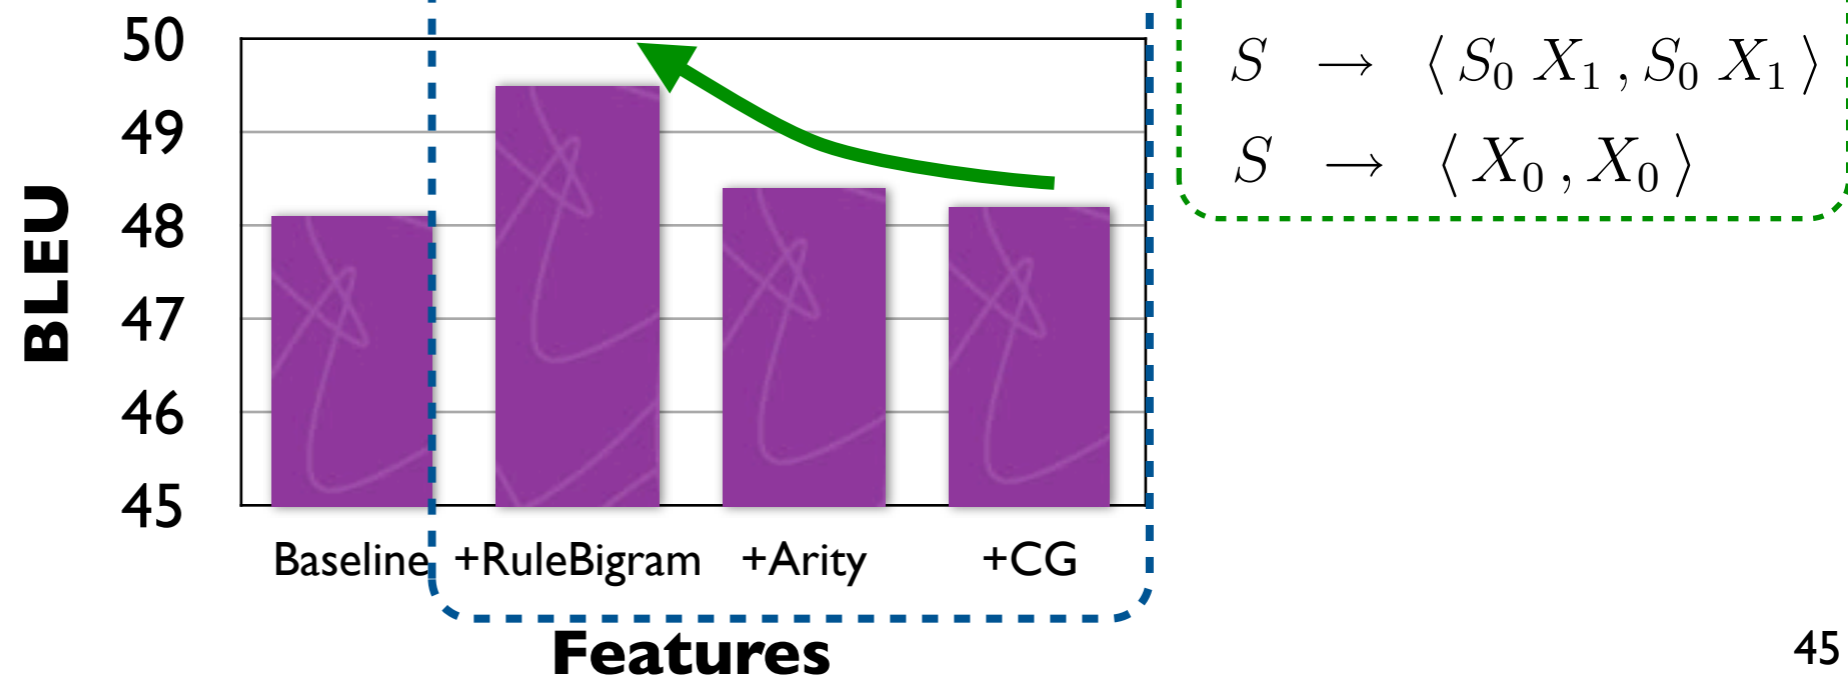 50
49
48
47
46
45
BLEU
Baseline +RuleBigram +Arity +CG
Features
S → ⟨ S₀ X₁ , S₀ X₁ ⟩
S → ⟨ X₀ , X₀ ⟩
45